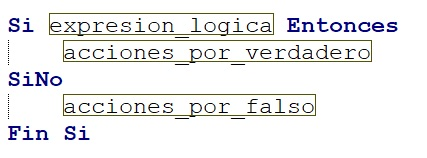 Si expresion_logica Entonces
acciones_por_verdadero
SiNo
acciones_por_falso
Fin Si